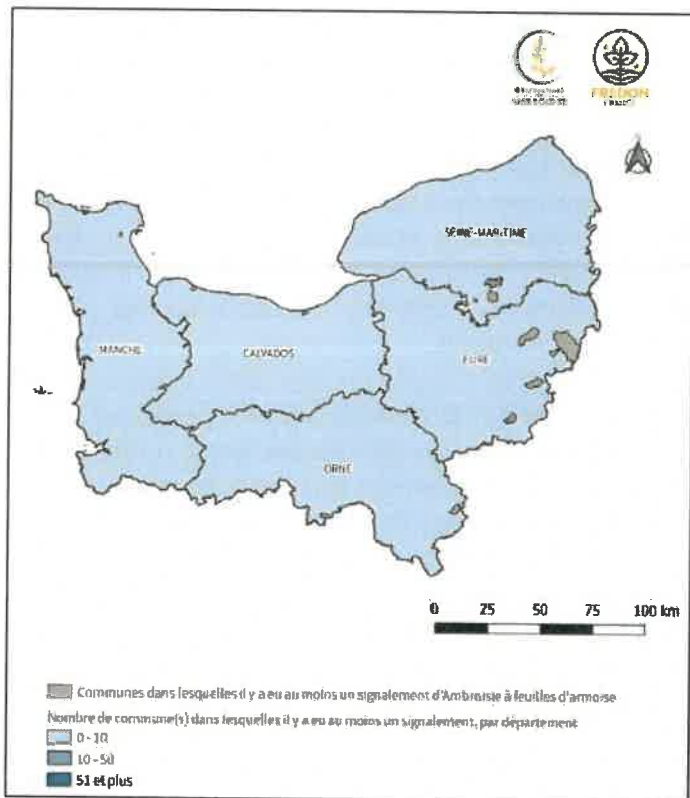 FREDON
SEINE-MARITIME
MANCHE
CALVADOS
EURE
ORNE
0 25 50 75 100 km
Communes dans lesquelles il y a eu au moins un signalement d'Ambroisie à feuilles d'armoise
Nombre de commune(s) dans lesquelles il y a eu au moins un signalement, par département
0 - 10
10 - 50
51 et plus